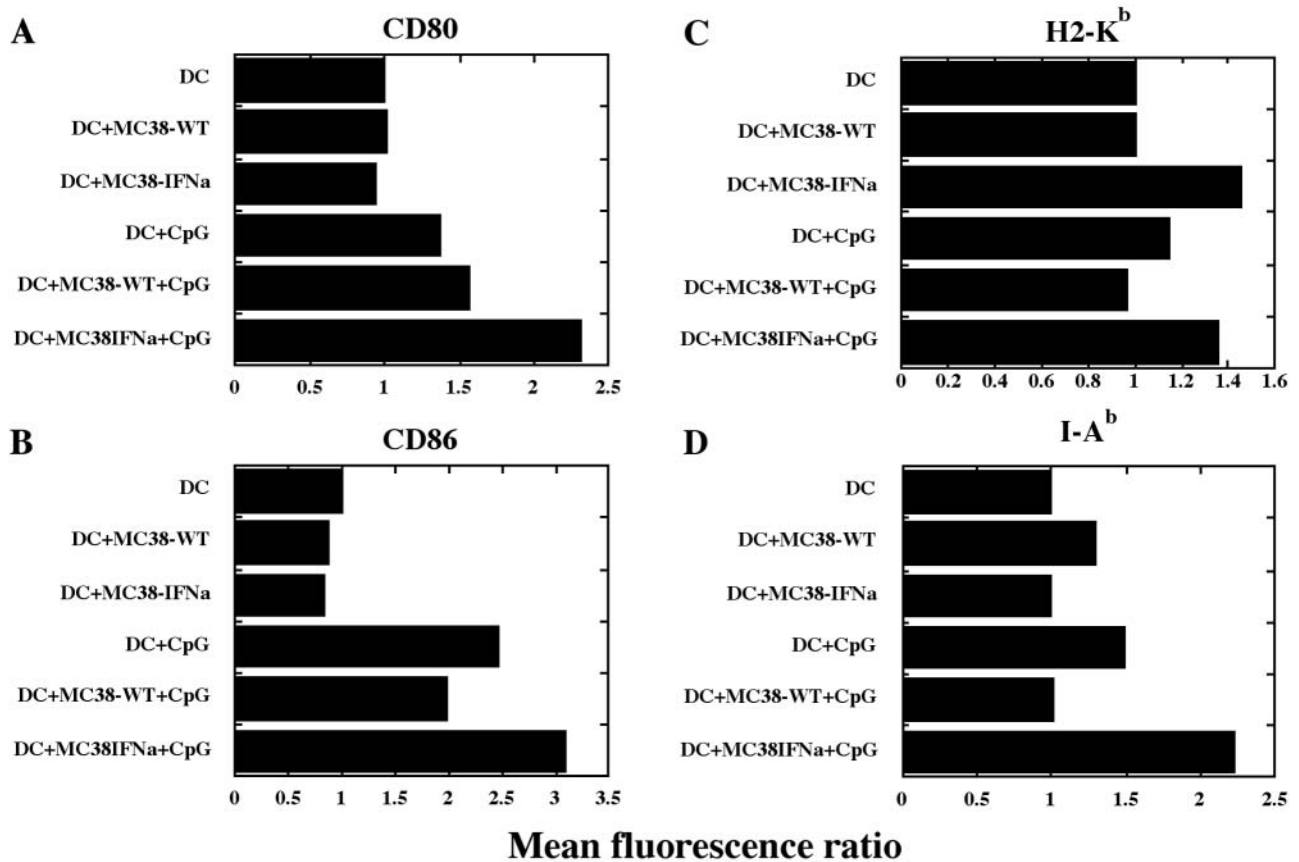 A
CD80
DC
DC+MC38-WT
DC+MC38-IFNa
DC+CpG
DC+MC38-WT+CpG
DC+MC38IFNa+CpG
0 0.5 1 1.5 2 2.5
B
CD86
DC
DC+MC38-WT
DC+MC38-IFNa
DC+CpG
DC+MC38-WT+CpG
DC+MC38IFNa+CpG
0 0.5 1 1.5 2 2.5 3 3.5
C
H2-K^b
DC
DC+MC38-WT
DC+MC38-IFNa
DC+CpG
DC+MC38-WT+CpG
DC+MC38IFNa+CpG
0 0.2 0.4 0.6 0.8 1 1.2 1.4 1.6
D
I-A^b
DC
DC+MC38-WT
DC+MC38-IFNa
DC+CpG
DC+MC38-WT+CpG
DC+MC38IFNa+CpG
0 0.5 1 1.5 2 2.5
Mean fluorescence ratio